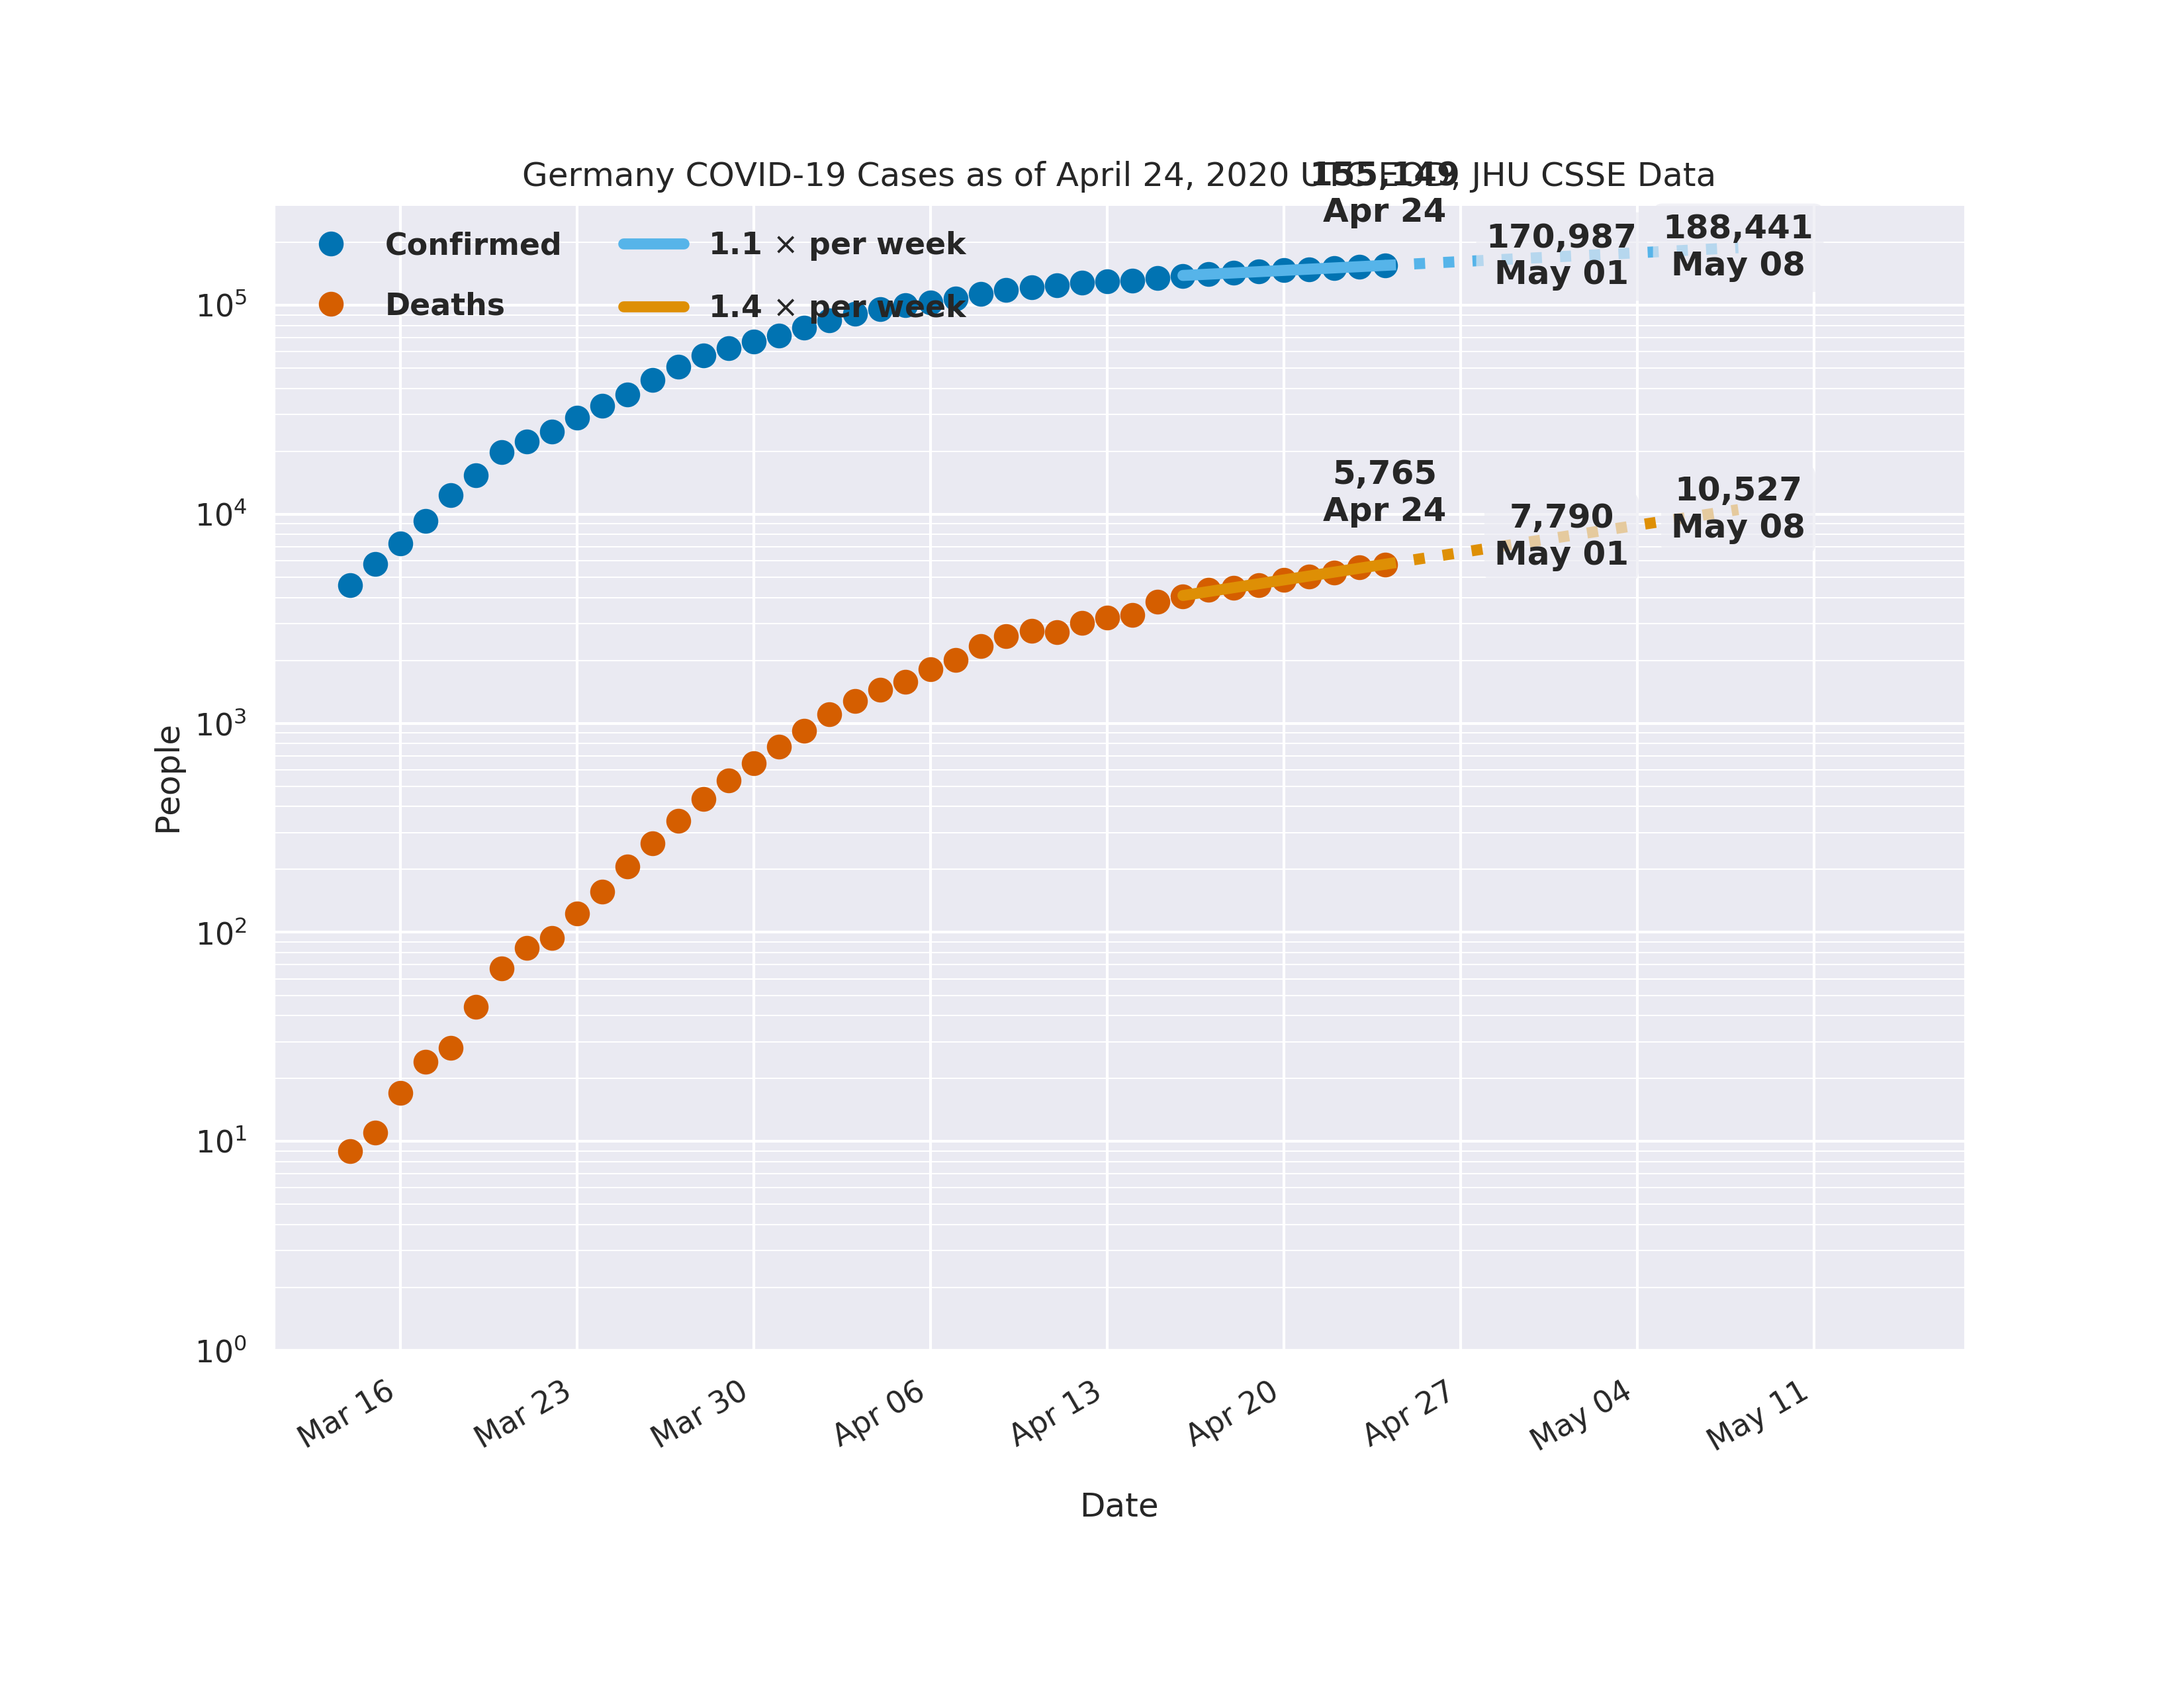 Germany COVID-19 Cases as of April 24, 2020 UTC EOD, JHU CSSE Data
155,149
Apr 24
170,987
May 01
188,441
May 08
Confirmed
Deaths
1.1 × per week
1.4 × per week
5,765
Apr 24
7,790
May 01
10,527
May 08
People
10⁵
10⁴
10³
10²
10¹
10⁰
Mar 16
Mar 23
Mar 30
Apr 06
Apr 13
Apr 20
Apr 27
May 04
May 11
Date